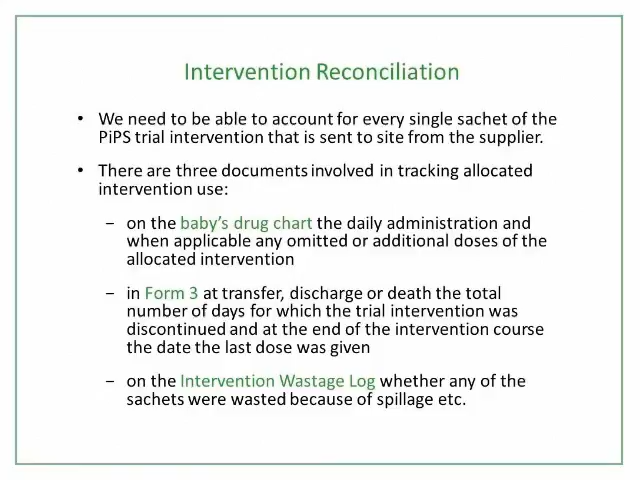 Intervention Reconciliation
• We need to be able to account for every single sachet of the
PiPS trial intervention that is sent to site from the supplier.
• There are three documents involved in tracking allocated
intervention use:
– on the baby's drug chart the daily administration and
when applicable any omitted or additional doses of the
allocated intervention
– in Form 3 at transfer, discharge or death the total
number of days for which the trial intervention was
discontinued and at the end of the intervention course
the date the last dose was given
– on the Intervention Wastage Log whether any of the
sachets were wasted because of spillage etc.